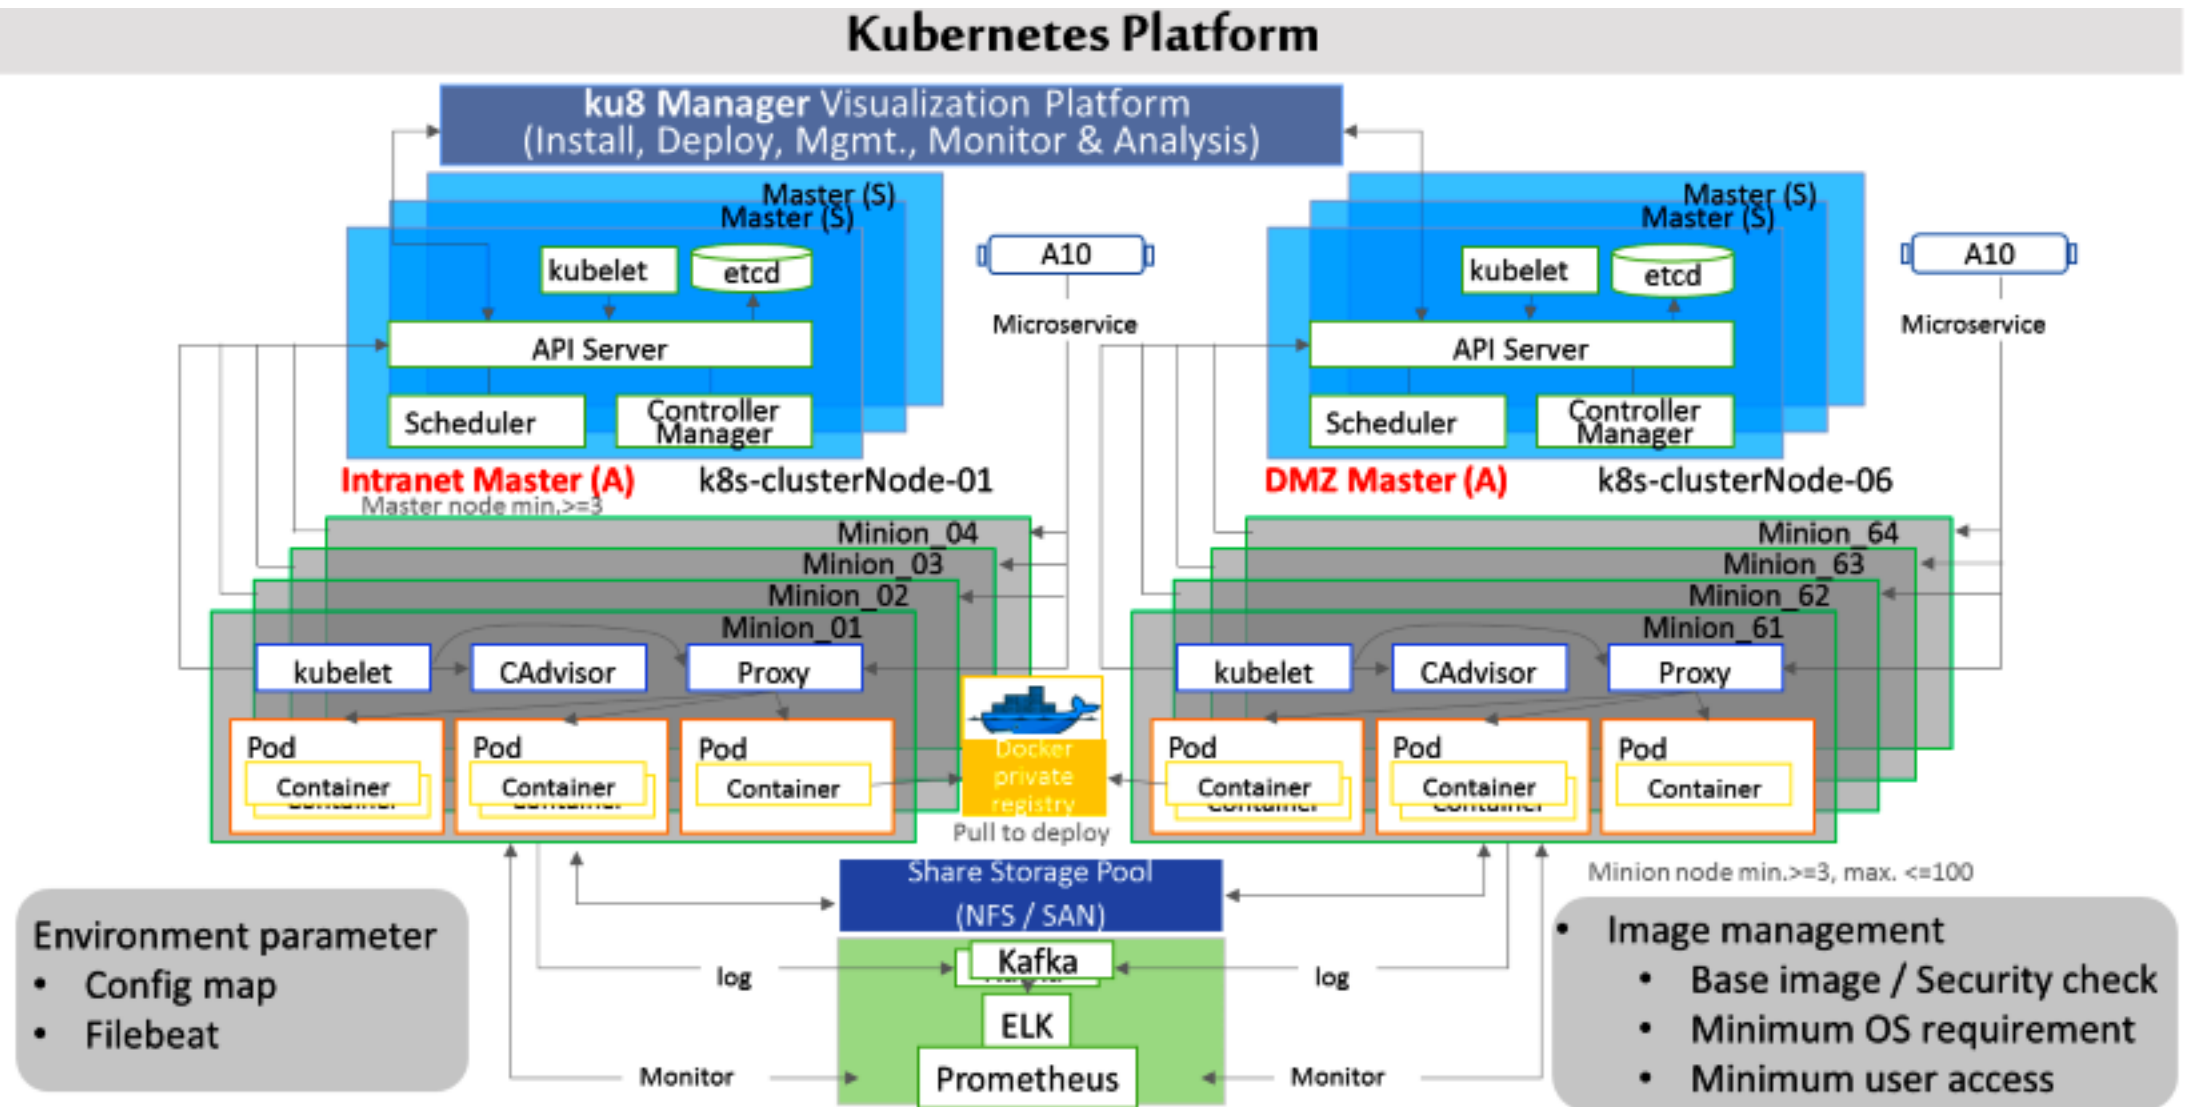 Kubernetes Platform
ku8 Manager Visualization Platform
(Install, Deploy, Mgmt., Monitor & Analysis)
Master (S)
Master (S)
kubelet
etcd
API Server
Scheduler
Controller
Manager
Intranet Master (A)
k8s-clusterNode-01
Master node min.>=3
A10
Microservice
Master (S)
Master (S)
kubelet
etcd
API Server
Scheduler
Controller
Manager
DMZ Master (A)
k8s-clusterNode-06
A10
Microservice
Minion_04
Minion_03
Minion_02
Minion_01
kubelet
CAdvisor
Proxy
Pod
Container
Container
Pod
Container
Container
Pod
Container
Docker
private
registry
Pull to deploy
Minion_64
Minion_63
Minion_62
Minion_61
kubelet
CAdvisor
Proxy
Pod
Container
Container
Pod
Container
Container
Pod
Container
Minion node min.>=3, max. <=100
Share Storage Pool
(NFS / SAN)
Kafka
log
log
ELK
Prometheus
Monitor
Monitor
Environment parameter
• Config map
• Filebeat
• Image management
• Base image / Security check
• Minimum OS requirement
• Minimum user access